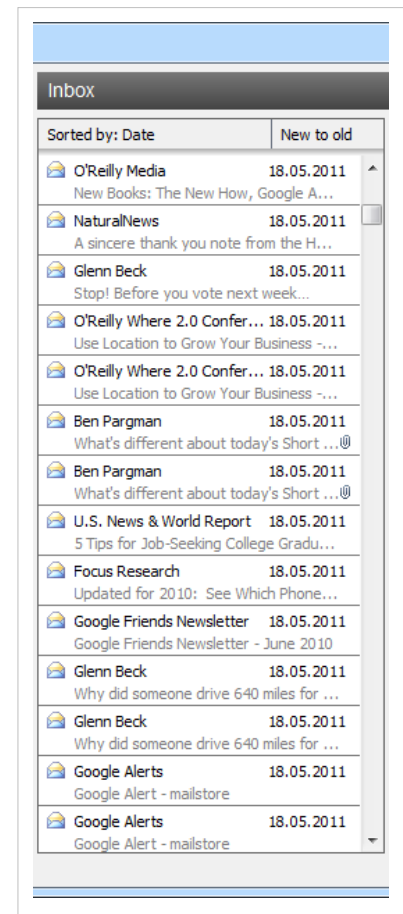 Inbox
Sorted by: Date New to old
O'Reilly Media 18.05.2011
New Books: The New How, Google A...
NaturalNews 18.05.2011
A sincere thank you note from the H...
Glenn Beck 18.05.2011
Stop! Before you vote next week...
O'Reilly Where 2.0 Confer... 18.05.2011
Use Location to Grow Your Business -...
O'Reilly Where 2.0 Confer... 18.05.2011
Use Location to Grow Your Business -...
Ben Pargman 18.05.2011
What's different about today's Short ...
Ben Pargman 18.05.2011
What's different about today's Short ...
U.S. News & World Report 18.05.2011
5 Tips for Job-Seeking College Gradu...
Focus Research 18.05.2011
Updated for 2010:  See Which Phone...
Google Friends Newsletter 18.05.2011
Google Friends Newsletter - June 2010
Glenn Beck 18.05.2011
Why did someone drive 640 miles for ...
Glenn Beck 18.05.2011
Why did someone drive 640 miles for ...
Google Alerts 18.05.2011
Google Alert - mailstore
Google Alerts 18.05.2011
Google Alert - mailstore